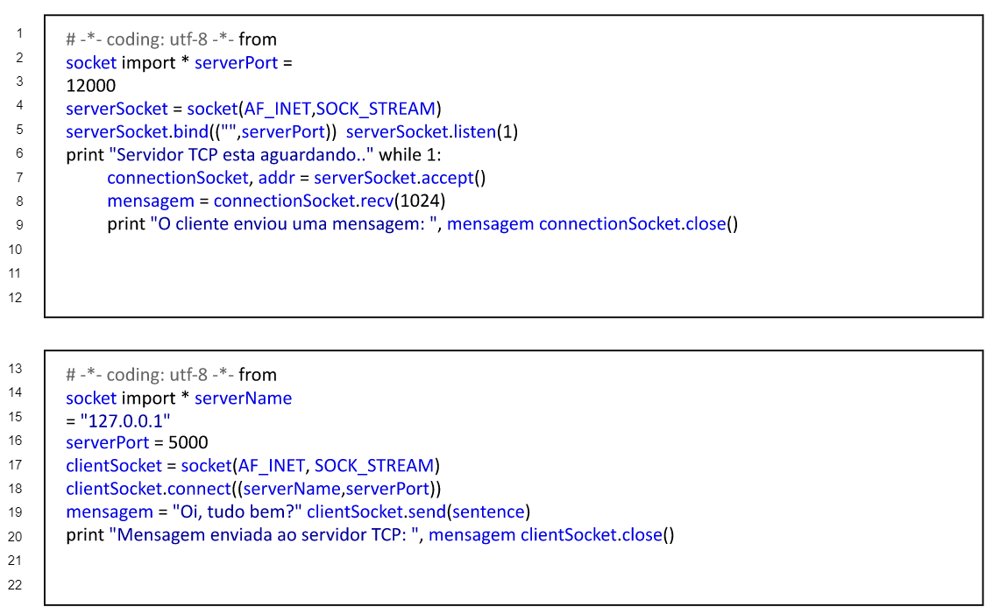 1 # -*- coding: utf-8 -*- from
2 socket import * serverPort =
3 12000
4 serverSocket = socket(AF_INET,SOCK_STREAM)
5 serverSocket.bind(("",serverPort)) serverSocket.listen(1)
6 print "Servidor TCP esta aguardando.." while 1:
7 connectionSocket, addr = serverSocket.accept()
8 mensagem = connectionSocket.recv(1024)
9 print "O cliente enviou uma mensagem: ", mensagem connectionSocket.close()
10
11
12
13 # -*- coding: utf-8 -*- from
14 socket import * serverName
15 = "127.0.0.1"
16 serverPort = 5000
17 clientSocket = socket(AF_INET, SOCK_STREAM)
18 clientSocket.connect((serverName,serverPort))
19 mensagem = "Oi, tudo bem?" clientSocket.send(sentence)
20 print "Mensagem enviada ao servidor TCP: ", mensagem clientSocket.close()
21
22